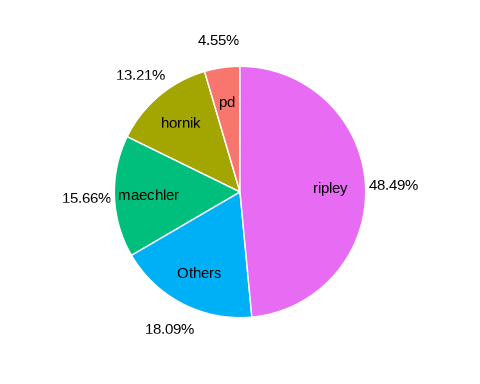 4.55%
13.21%
pd
hornik
ripley
48.49%
15.66%
maechler
Others
18.09%